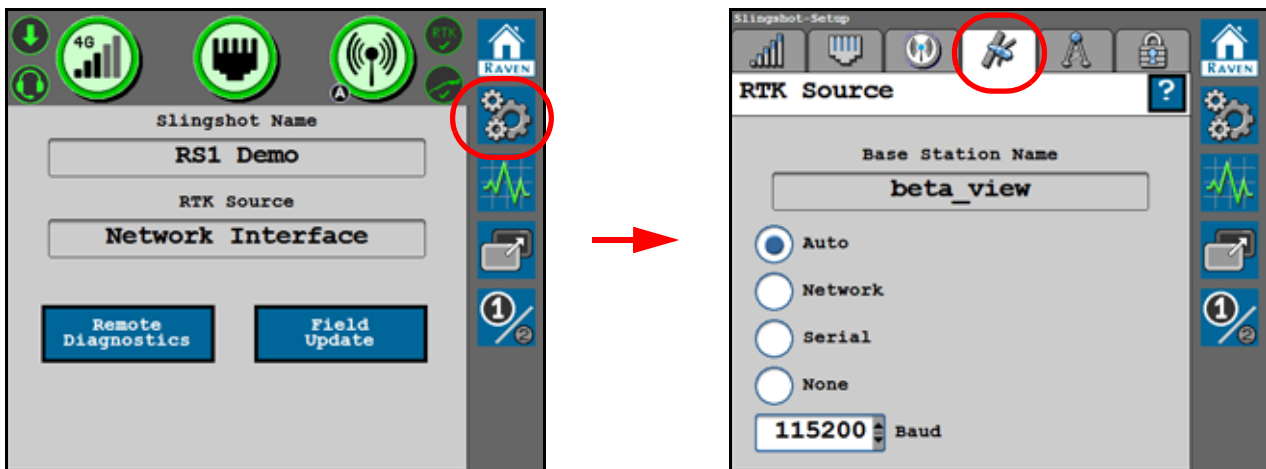 4G
RTK
A
RAVEN
Slingshot Name
RS1 Demo
RTK Source
Network Interface
Remote
Diagnostics
Field
Update
1/2
Slingshot-Setup
RAVEN
RTK Source
?
Base Station Name
beta_view
Auto
Network
Serial
None
115200 Baud
1/2